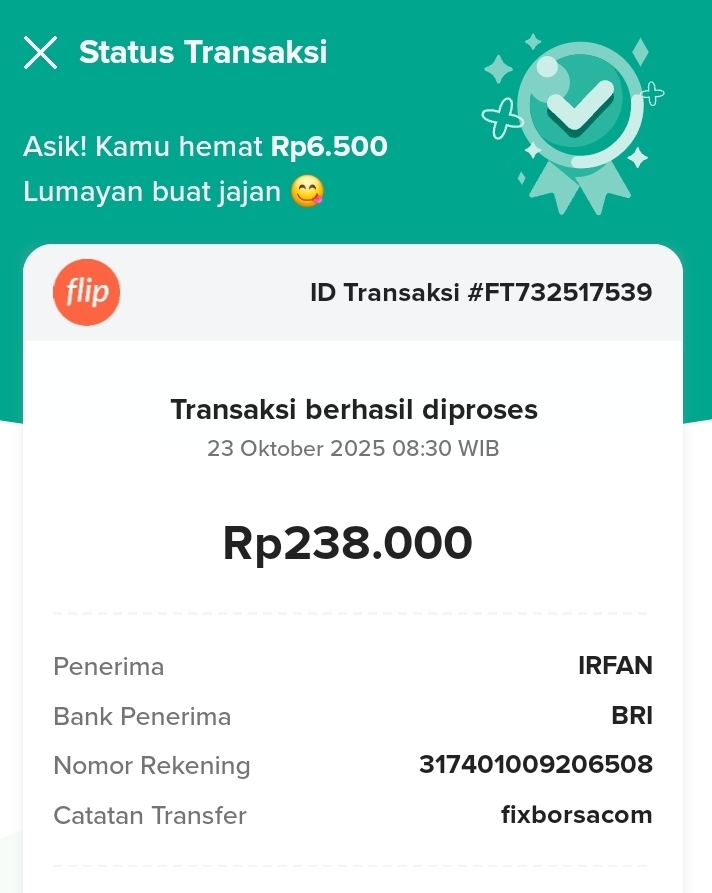 Status Transaksi
Asik! Kamu hemat Rp6.500
Lumayan buat jajan 😋
flip
ID Transaksi #FT732517539
Transaksi berhasil diproses
23 Oktober 2025 08:30 WIB
Rp238.000
Penerima IRFAN
Bank Penerima BRI
Nomor Rekening 317401009206508
Catatan Transfer fixborsacom